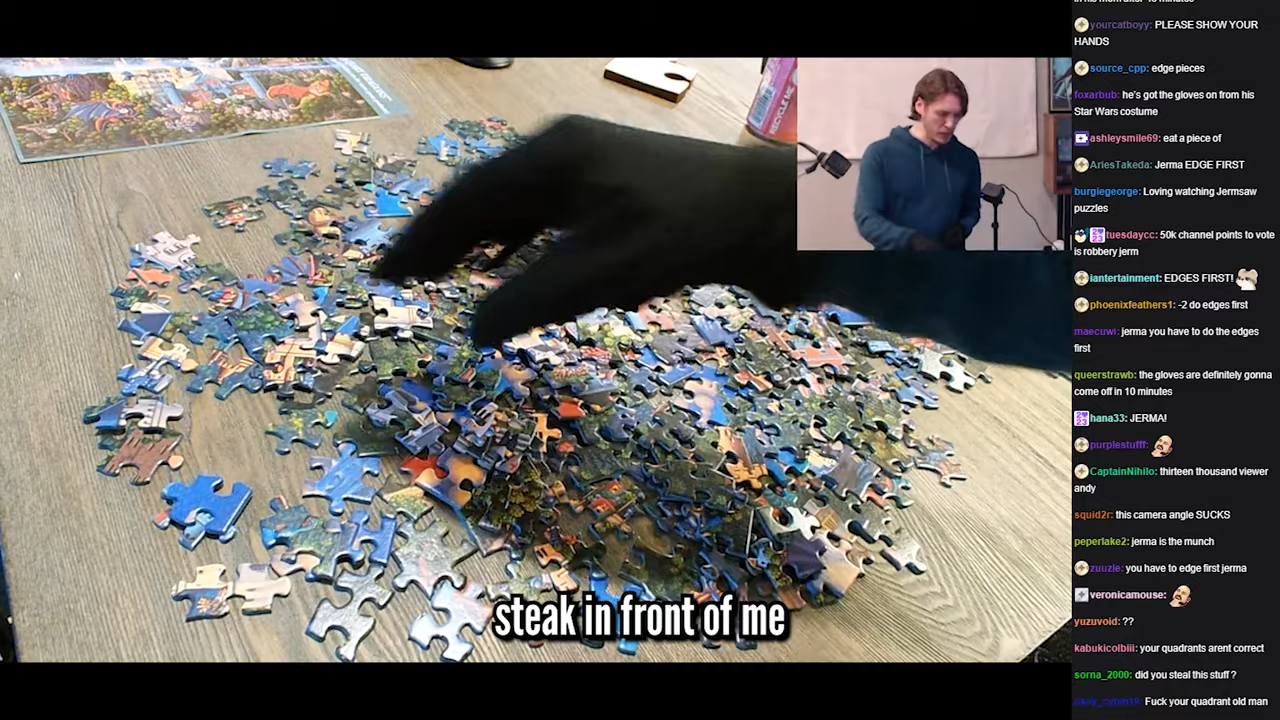 RECYCLE ME
steak in front of me
yourcatboyy: PLEASE SHOW YOUR
HANDS
source_cpp: edge pieces
foxarbub: he's got the gloves on from his
Star Wars costume
ashleysmile69: eat a piece of
AriesTakeda: Jerma EDGE FIRST
burgiegeorge: Loving watching Jermsaw
puzzles
tuesdaycc: 50k channel points to vote
is robbery jerm
iantertainment: EDGES FIRST!
phoenixfeathers1: -2 do edges first
maecuwi: jerma you have to do the edges
first
queerstrawb: the gloves are definitely gonna
come off in 10 minutes
hana33: JERMA!
purplestufff:
CaptainNihilo: thirteen thousand viewer
andy
squid2r: this camera angle SUCKS
peperlake2: jerma is the munch
zuuzle: you have to edge first jerma
veronicamouse:
yuzuvoid: ??
kabukicolbiii: your quadrants arent correct
sorna_2000: did you steal this stuff ?
Fuck your quadrant old man